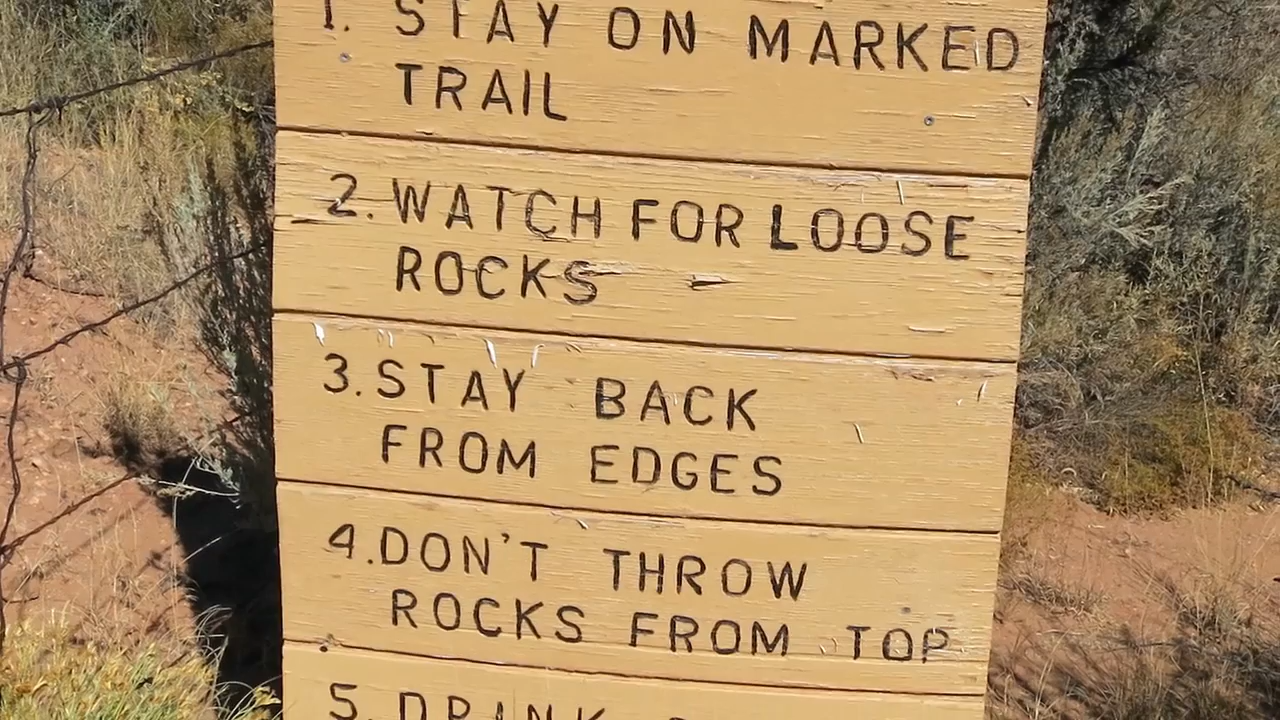 1. STAY ON MARKED
TRAIL
2. WATCH FOR LOOSE
ROCKS
3. STAY BACK
FROM EDGES
4. DON'T THROW
ROCKS FROM TOP
5. DRINK